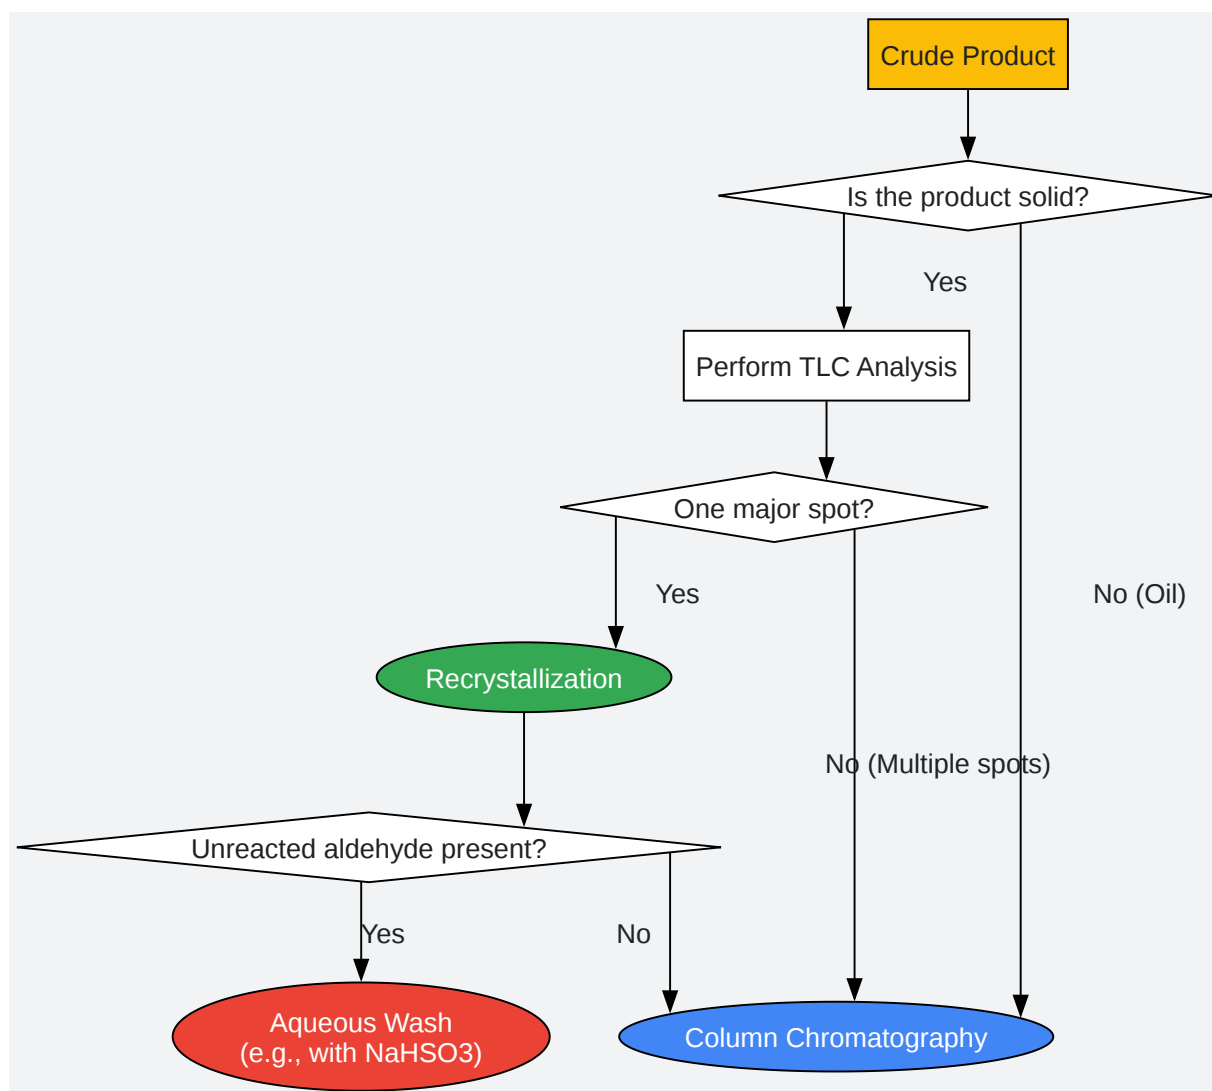 Crude Product
Is the product solid?
Yes
Perform TLC Analysis
One major spot?
Yes
No (Oil)
Recrystallization
No (Multiple spots)
Unreacted aldehyde present?
Yes
No
Aqueous Wash
(e.g., with NaHSO3)
Column Chromatography